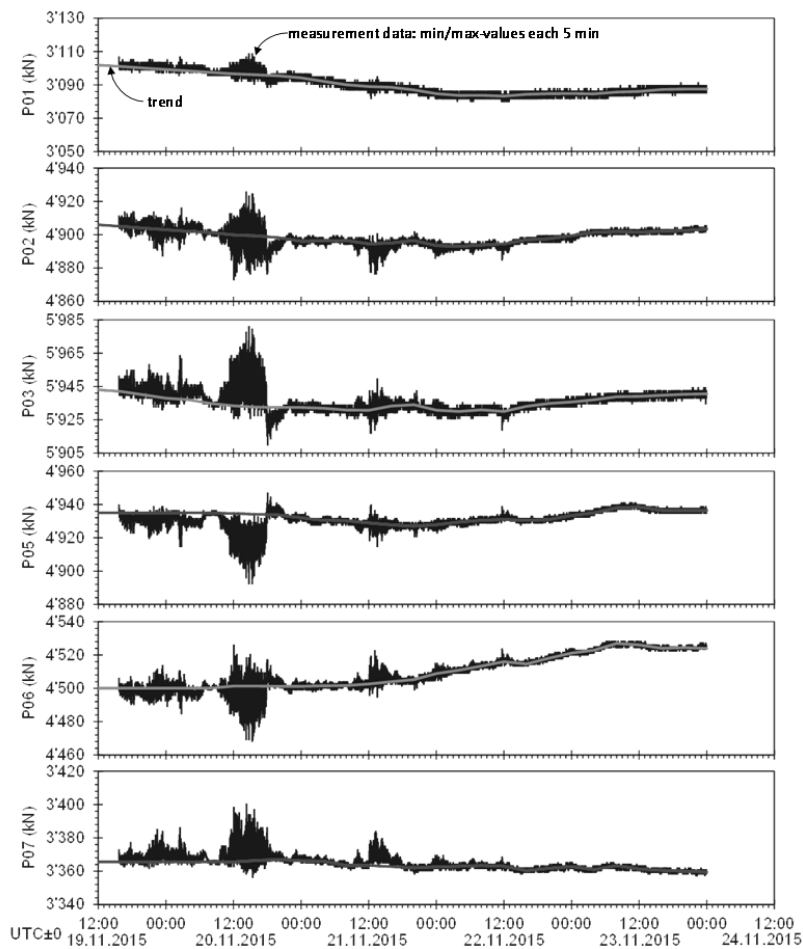 3'130
3'110
3'090
3'070
3'050
P01 (kN)
measurement data: min/max-values each 5 min
trend
4'940
4'920
4'900
4'880
4'860
P02 (kN)
5'985
5'965
5'945
5'925
5'905
P03 (kN)
4'960
4'940
4'920
4'900
4'880
P05 (kN)
4'540
4'520
4'500
4'480
4'460
P06 (kN)
3'420
3'400
3'380
3'360
3'340
P07 (kN)
UTC±0
12:00 00:00 12:00 00:00 12:00 00:00 12:00 00:00 12:00 00:00 12:00
19.11.2015 20.11.2015 21.11.2015 22.11.2015 23.11.2015 24.11.2015